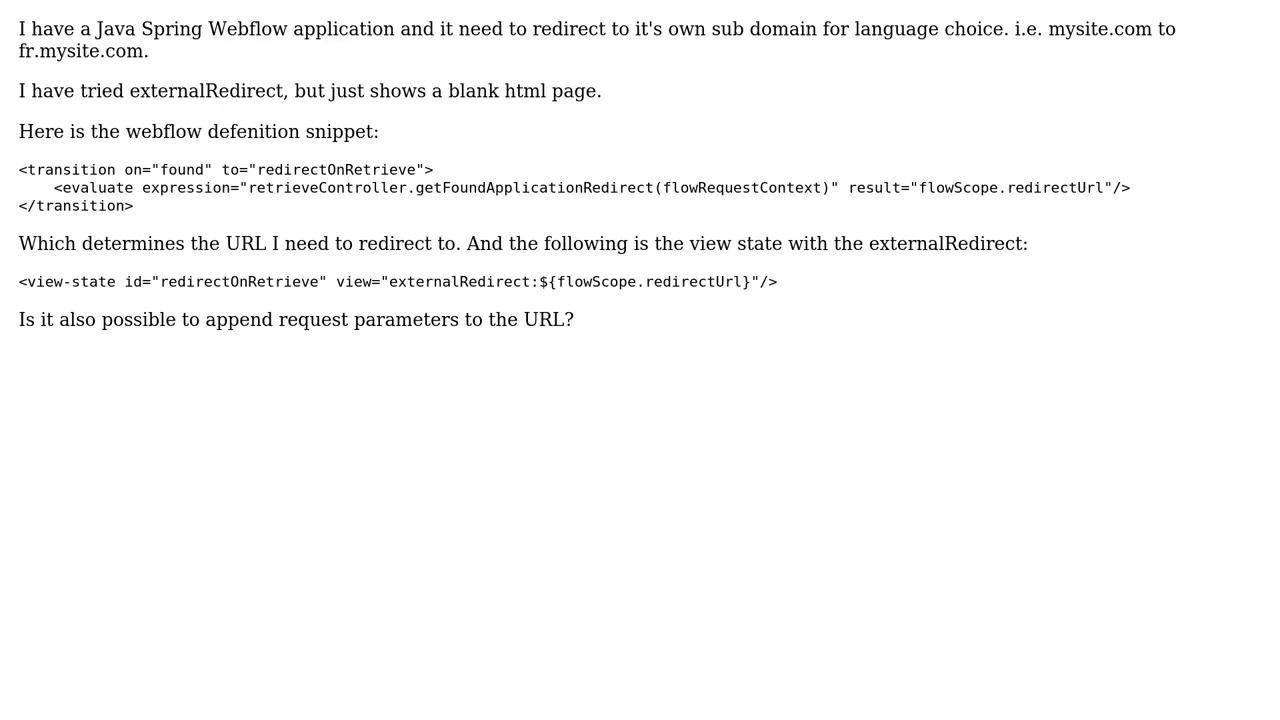 I have a Java Spring Webflow application and it need to redirect to it's own sub domain for language choice. i.e. mysite.com to
fr.mysite.com.
I have tried externalRedirect, but just shows a blank html page.
Here is the webflow defenition snippet:
<transition on="found" to="redirectOnRetrieve">
    <evaluate expression="retrieveController.getFoundApplicationRedirect(flowRequestContext)" result="flowScope.redirectUrl"/>
</transition>
Which determines the URL I need to redirect to. And the following is the view state with the externalRedirect:
<view-state id="redirectOnRetrieve" view="externalRedirect:${flowScope.redirectUrl}"/>
Is it also possible to append request parameters to the URL?